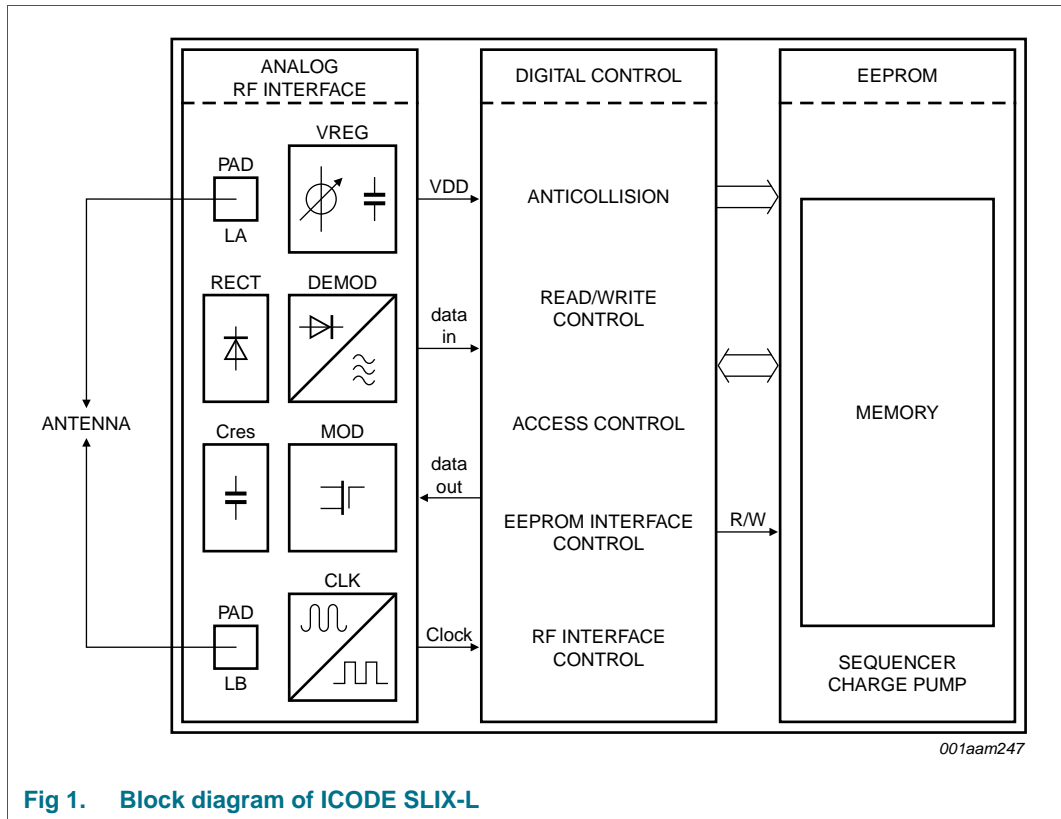 ANALOG
RF INTERFACE
VREG
PAD
LA
RECT
DEMOD
ANTENNA
Cres
MOD
CLK
PAD
LB
VDD
data
in
data
out
Clock
DIGITAL CONTROL
ANTICOLLISION
READ/WRITE
CONTROL
ACCESS CONTROL
EEPROM INTERFACE
CONTROL
RF INTERFACE
CONTROL
R/W
EEPROM
MEMORY
SEQUENCER
CHARGE PUMP
001aam247
Fig 1. Block diagram of ICODE SLIX-L